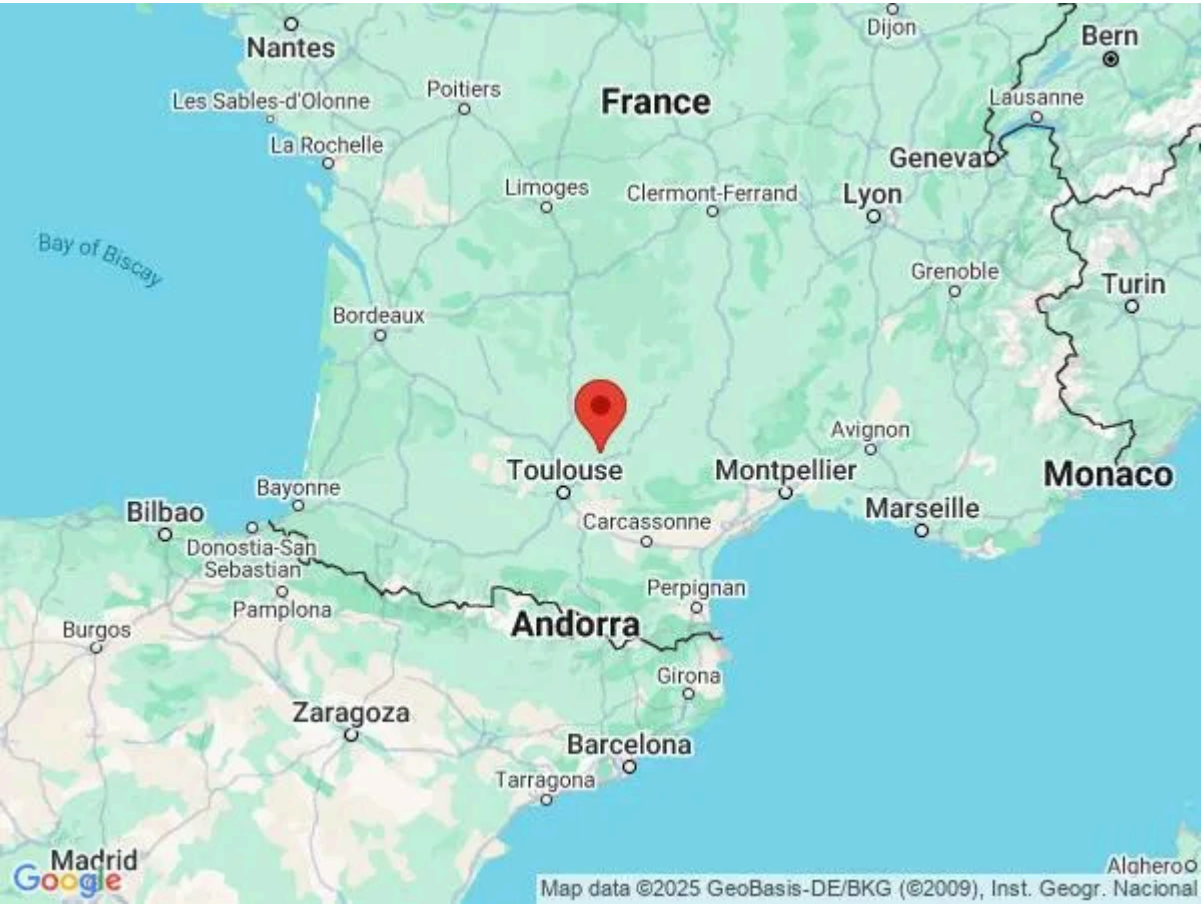 Nantes
Dijon
Bern
Poitiers
France
Les Sables-d'Olonne
Lausanne
La Rochelle
Geneva
Limoges
Clermont-Ferrand
Lyon
Bay of Biscay
Grenoble
Turin
Bordeaux
Avignon
Toulouse
Montpellier
Monaco
Bayonne
Bilbao
Marseille
Carcassonne
Donostia-San
Sebastian
Perpignan
Pamplona
Andorra
Burgos
Girona
Zaragoza
Barcelona
Tarragona
Madrid
Alghero
Google
Map data ©2025 GeoBasis-DE/BKG (©2009), Inst. Geogr. Nacional